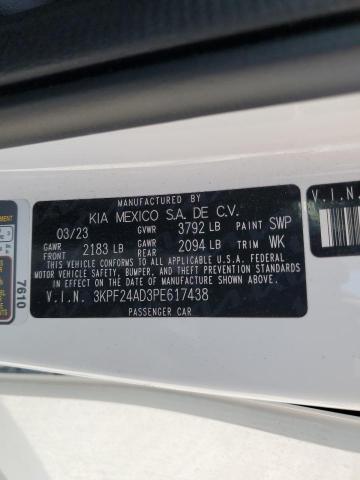 MANUFACTURED BY
KIA MEXICO S.A. DE C.V.
03/23 GVWR 3792 LB PAINT SWP
GAWR FRONT 2183 LB GAWR REAR 2094 LB TRIM WK
THIS VEHICLE CONFORMS TO ALL APPLICABLE U.S.A. FEDERAL
MOTOR VEHICLE SAFETY, BUMPER, AND THEFT PREVENTION STANDARDS
IN EFFECT ON THE DATE OF MANUFACTURE SHOWN ABOVE.
V.I.N. 3KPF24AD3PE617438
PASSENGER CAR
7610
V.I.N.